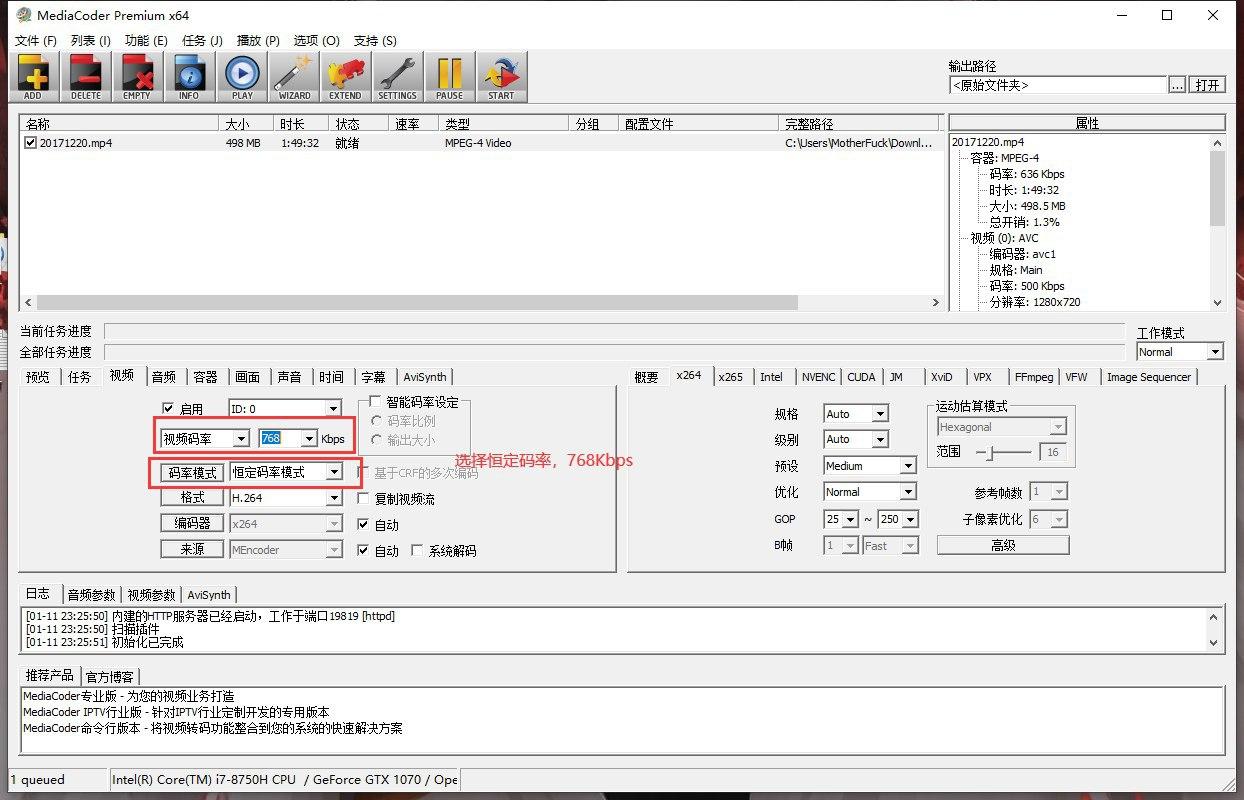 MediaCoder Premium x64
文件 (F) 列表 (I) 功能 (E) 任务 (J) 播放 (P) 选项 (O) 支持 (S)
ADD DELETE EMPTY INFO PLAY WIZARD EXTEND SETTINGS PAUSE START
输出路径
<原始文件夹> ... 打开
名称 大小 时长 状态 速率 类型 分组 配置文件 完整路径
20171220.mp4 498 MB 1:49:32 就绪 MPEG-4 Video C:\Users\MotherFuck\Downl...
属性
20171220.mp4
容器: MPEG-4
码率: 636 Kbps
时长: 1:49:32
大小: 498.5 MB
总开销: 1.3%
视频 (0): AVC
编码器: avc1
规格: Main
码率: 500 Kbps
分辨率: 1280x720
当前任务进度
全部任务进度
工作模式
Normal
预览 任务 视频 音频 容器 画面 声音 时间 字幕 AviSynth
启用 ID: 0
智能码率设定
视频码率 768 Kbps
码率比例
输出大小
选择恒定码率，768Kbps
码率模式 恒定码率模式
基于CRF的多次编码
格式 H.264
复制视频流
编码器 x264
自动
来源 MEncoder
自动 系统解码
概要 x264 x265 Intel NVENC CUDA JM XviD VPX FFmpeg VFW Image Sequencer
规格 Auto
级别 Auto
预设 Medium
优化 Normal
GOP 25 ~ 250
B帧 1 Fast
运动估算模式
Hexagonal
范围 16
参考帧数 1
子像素优化 6
高级
日志 音频参数 视频参数 AviSynth
[01-11 23:25:50] 内建的HTTP服务器已经启动，工作于端口19819 [httpd]
[01-11 23:25:50] 扫描插件
[01-11 23:25:51] 初始化已完成
推荐产品 官方博客
MediaCoder专业版 - 为您的视频业务打造
MediaCoder IPTV行业版 - 针对IPTV行业定制开发的专用版本
MediaCoder命令行版本 - 将视频转码功能整合到您的系统的快速解决方案
1 queued
Intel(R) Core(TM) i7-8750H CPU / GeForce GTX 1070 / Ope